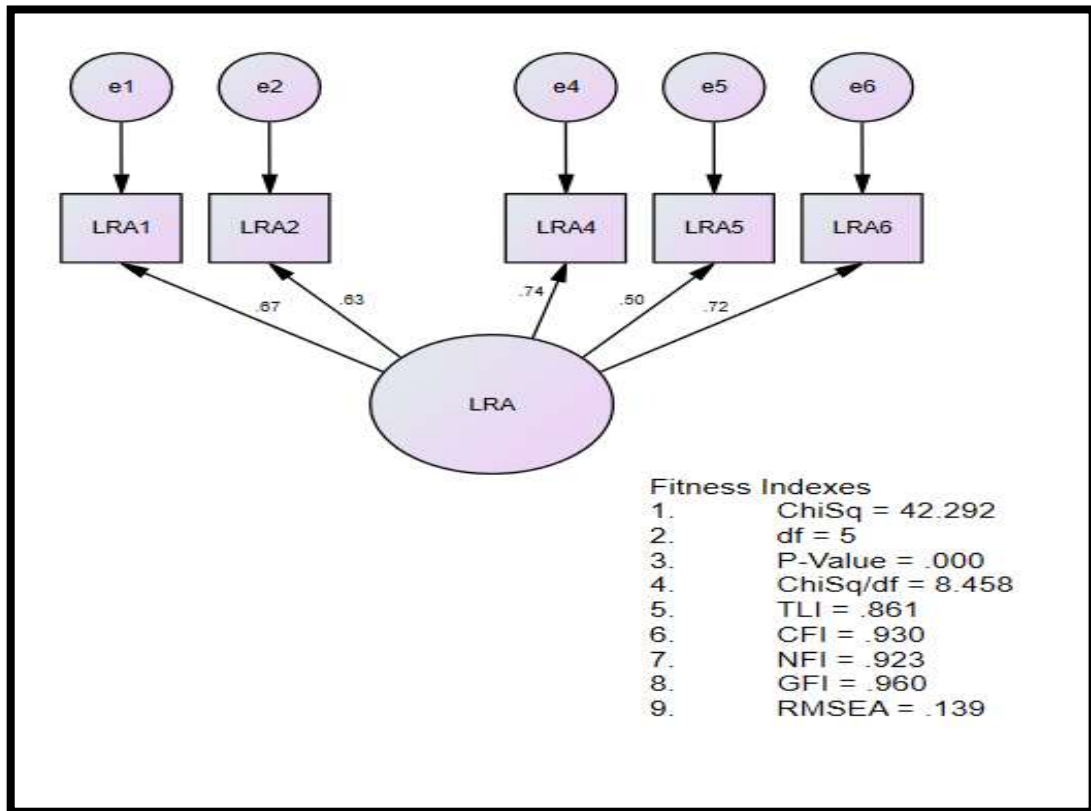 e1 e2 e4 e5 e6
LRA1 LRA2 LRA4 LRA5 LRA6
.67 .63 .74 .50 .72
LRA
Fitness Indexes
1. ChiSq = 42.292
2. df = 5
3. P-Value = .000
4. ChiSq/df = 8.458
5. TLI = .861
6. CFI = .930
7. NFI = .923
8. GFI = .960
9. RMSEA = .139